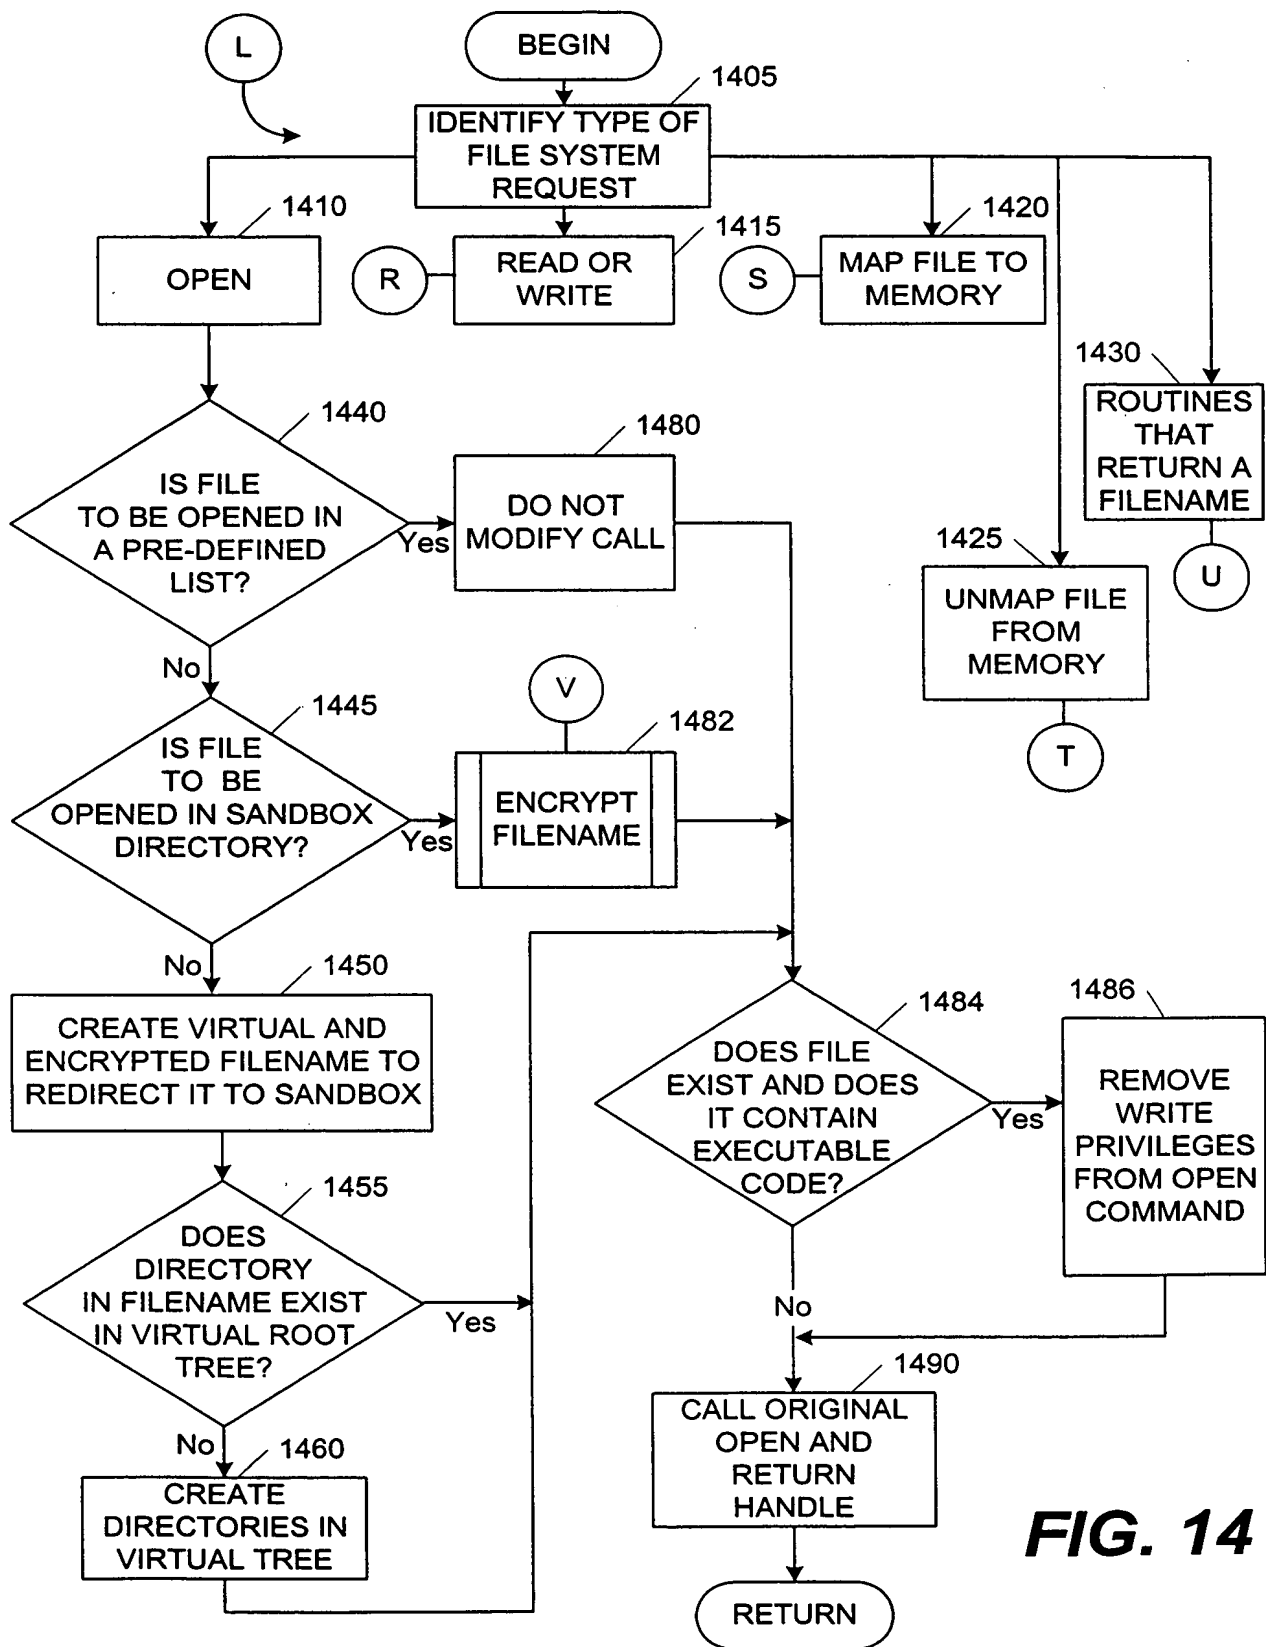 L
BEGIN
1405
IDENTIFY TYPE OF
FILE SYSTEM
REQUEST
1410
OPEN
1415
READ OR
WRITE
R
1420
MAP FILE TO
MEMORY
S
1430
ROUTINES
THAT
RETURN A
FILENAME
U
1425
UNMAP FILE
FROM
MEMORY
T
1440
IS FILE
TO BE OPENED IN
A PRE-DEFINED
LIST?
Yes
1480
DO NOT
MODIFY CALL
No
1445
IS FILE
TO BE
OPENED IN SANDBOX
DIRECTORY?
Yes
V
1482
ENCRYPT
FILENAME
No
1450
CREATE VIRTUAL AND
ENCRYPTED FILENAME TO
REDIRECT IT TO SANDBOX
1455
DOES
DIRECTORY
IN FILENAME EXIST
IN VIRTUAL ROOT
TREE?
Yes
No
1460
CREATE
DIRECTORIES IN
VIRTUAL TREE
1484
DOES FILE
EXIST AND DOES
IT CONTAIN
EXECUTABLE
CODE?
Yes
1486
REMOVE
WRITE
PRIVILEGES
FROM OPEN
COMMAND
No
1490
CALL ORIGINAL
OPEN AND
RETURN
HANDLE
RETURN
FIG. 14